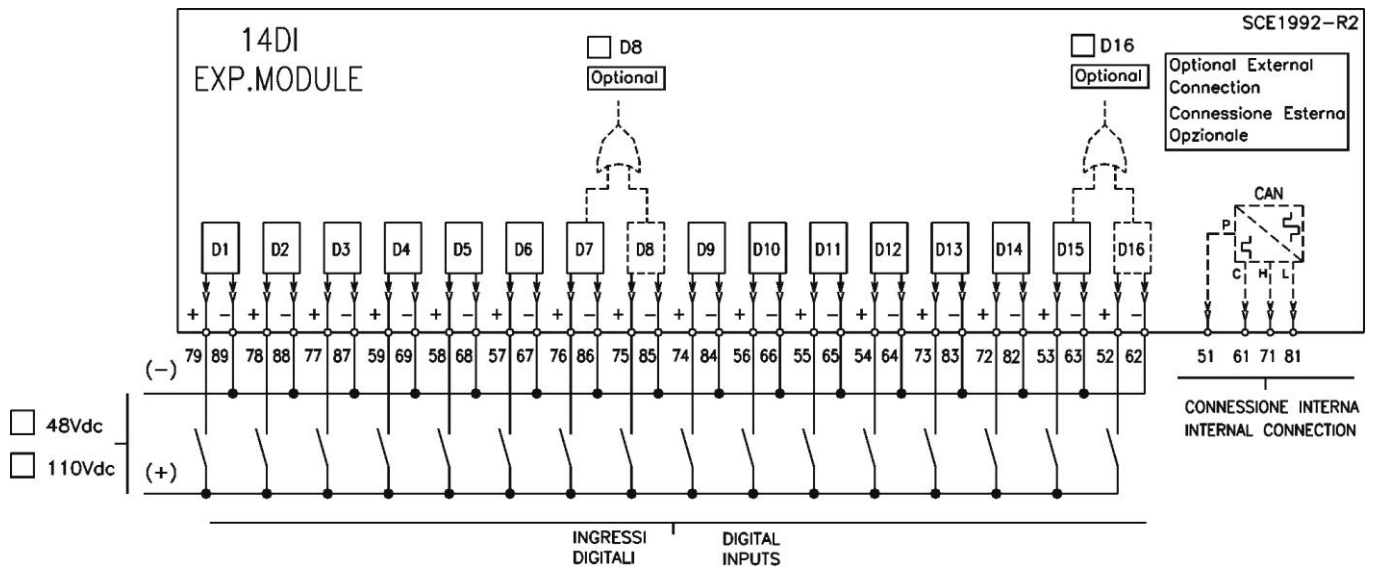 SCE1992-R2
14DI
EXP.MODULE
D8
Optional
D16
Optional
Optional External
Connection
Connessione Esterna
Opzionale
CAN
P
C H L
D1 D2 D3 D4 D5 D6 D7 D8 D9 D10 D11 D12 D13 D14 D15 D16
+ − + − + − + − + − + − + − + − + − + − + − + − + − + − + − + −
79 89 78 88 77 87 59 69 58 68 57 67 76 86 75 85 74 84 56 66 55 65 54 64 73 83 72 82 53 63 52 62 51 61 71 81
(−)
48Vdc
110Vdc
(+)
CONNESSIONE INTERNA
INTERNAL CONNECTION
INGRESSI
DIGITALI
DIGITAL
INPUTS